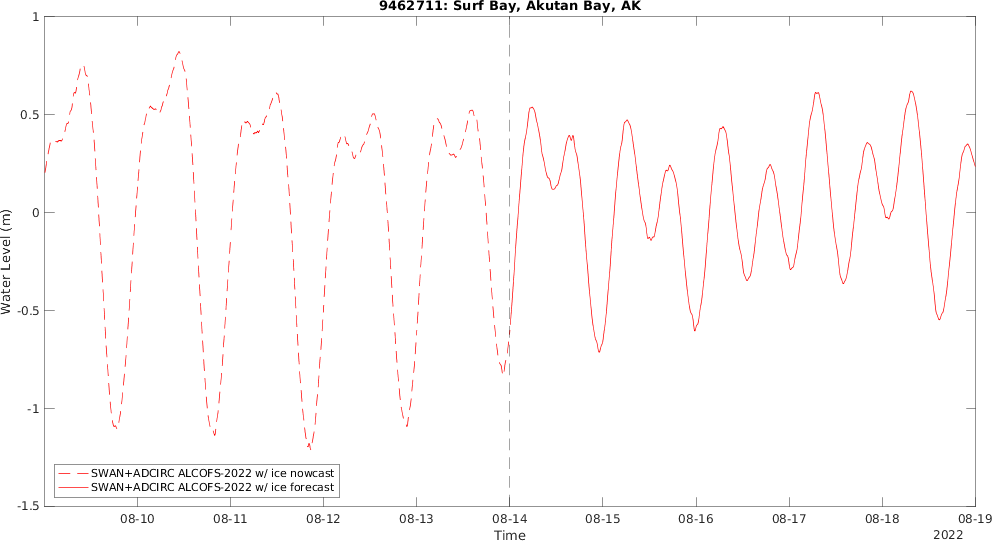 9462711: Surf Bay, Akutan Bay, AK
1
0.5
0
-0.5
-1
-1.5
Water Level (m)
SWAN+ADCIRC ALCOFS-2022 w/ ice nowcast
SWAN+ADCIRC ALCOFS-2022 w/ ice forecast
08-10 08-11 08-12 08-13 08-14 08-15 08-16 08-17 08-18 08-19
Time 2022